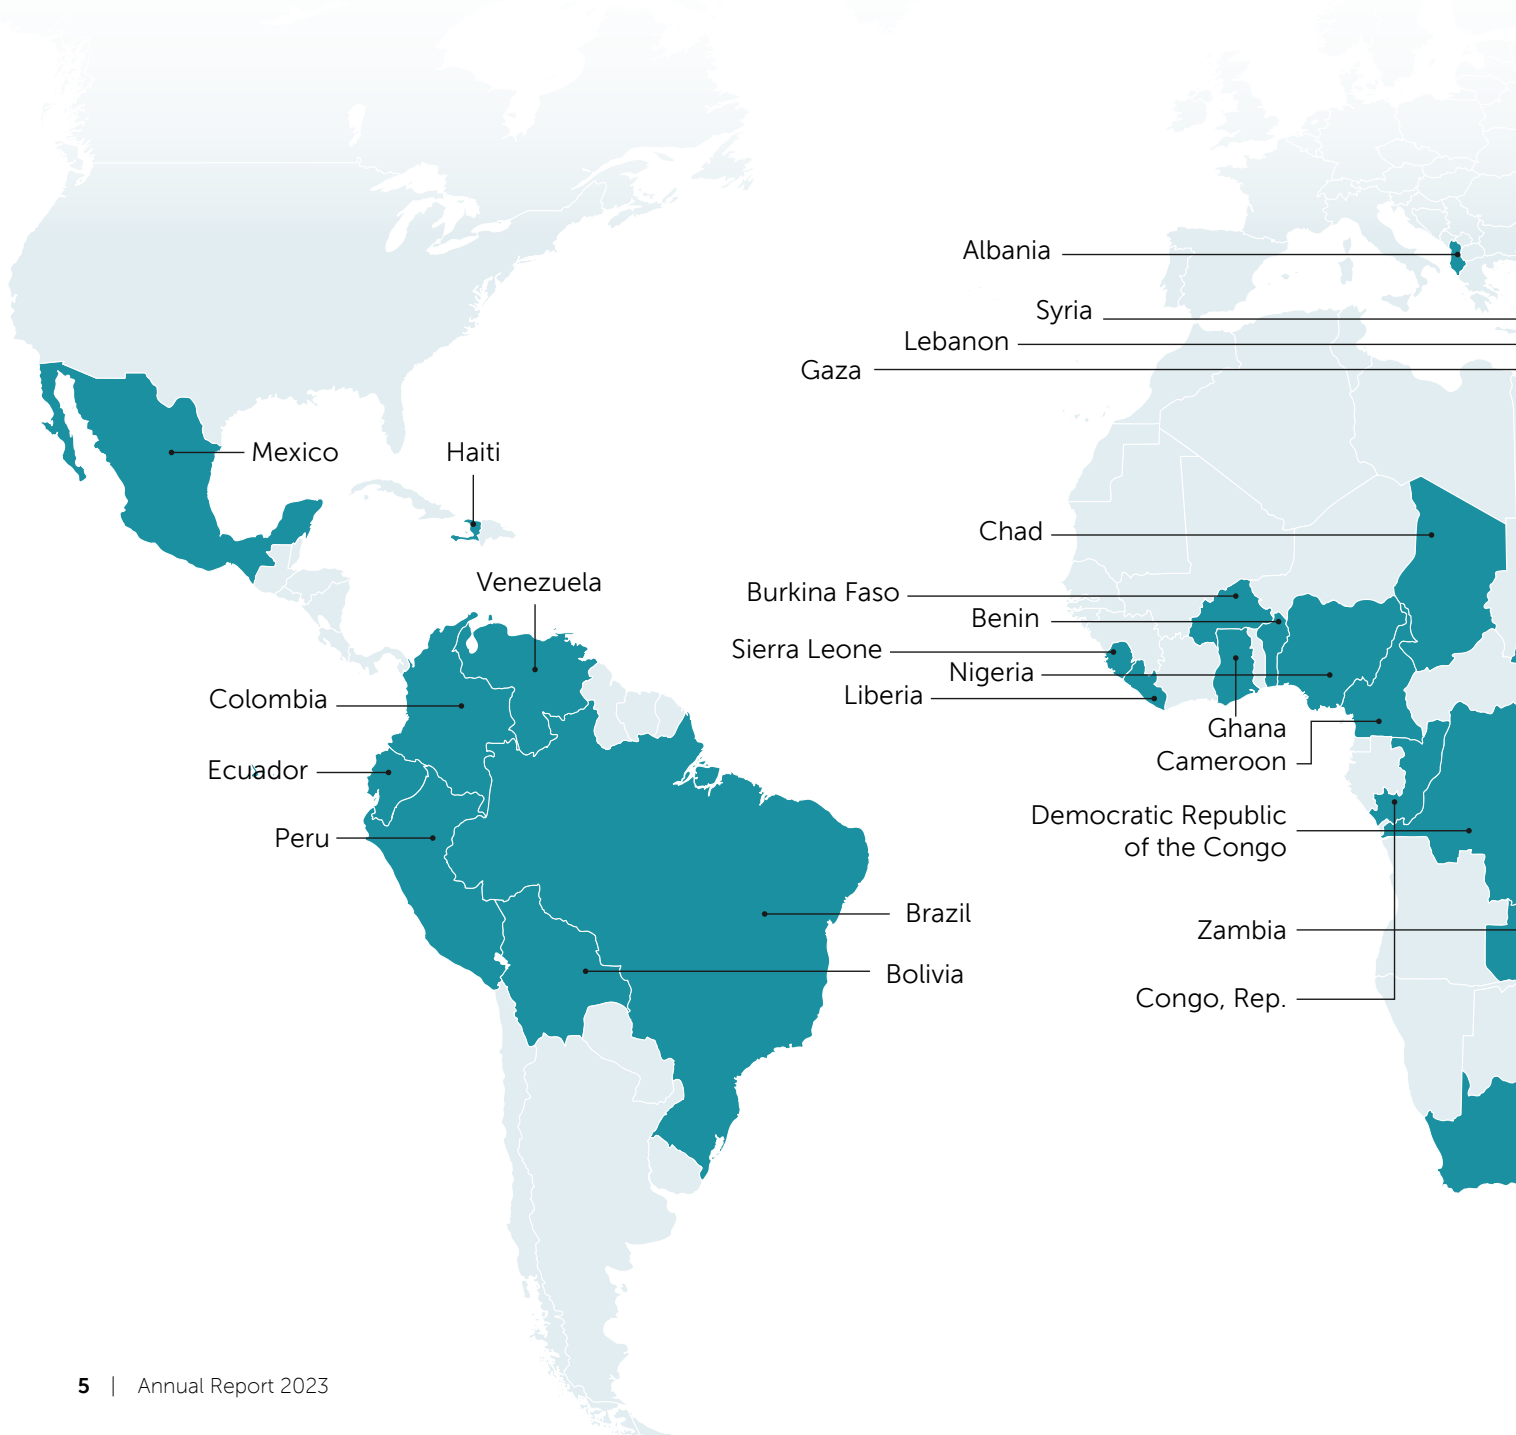 Albania
Syria
Lebanon
Gaza
Mexico
Haiti
Chad
Venezuela
Burkina Faso
Benin
Sierra Leone
Nigeria
Liberia
Colombia
Ghana
Cameroon
Ecuador
Democratic Republic
of the Congo
Peru
Brazil
Zambia
Bolivia
Congo, Rep.
5 | Annual Report 2023